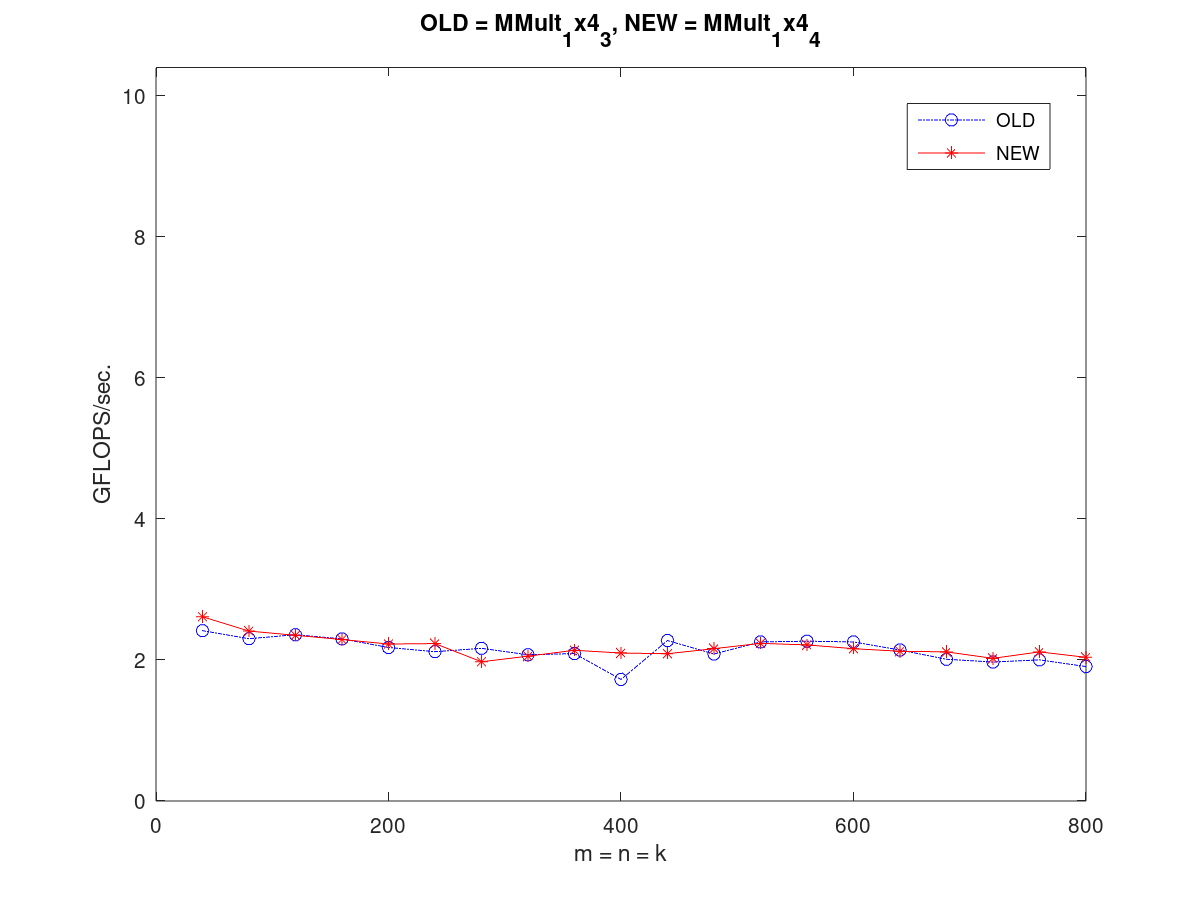 OLD = MMult_1x4_3, NEW = MMult_1x4_4
10
8
6
4
2
0
GFLOPS/sec.
OLD
NEW
0 200 400 600 800
m = n = k